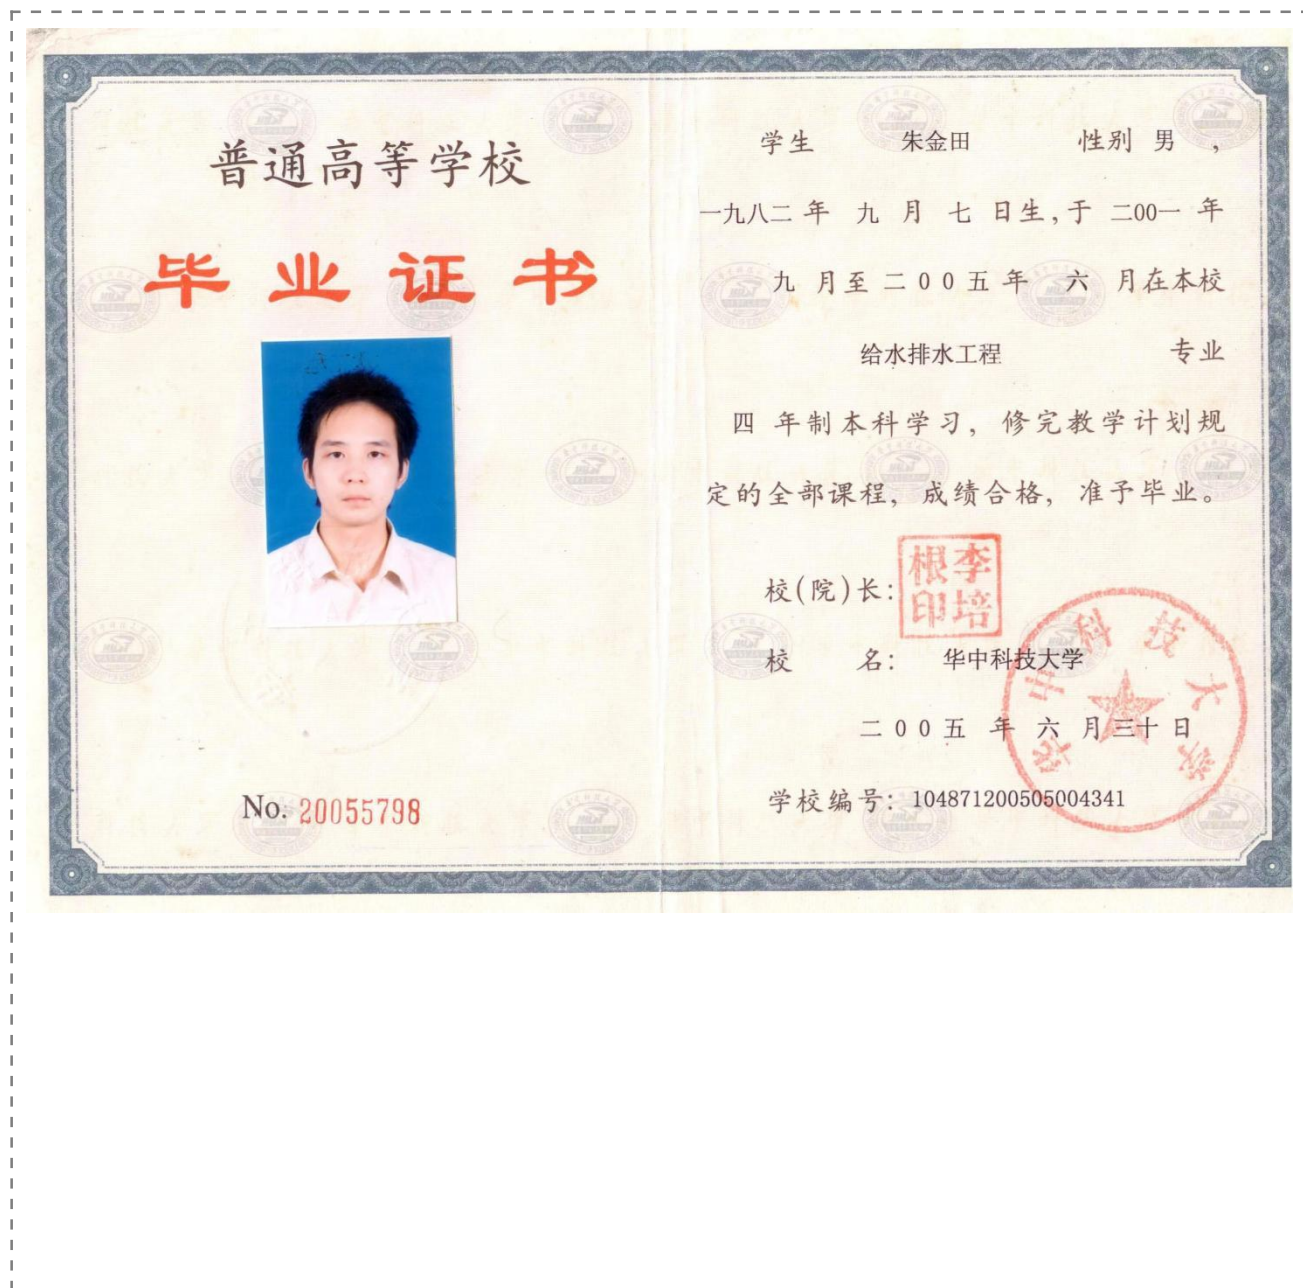 普通高等学校
毕业证书
No. 20055798
学生 朱金田 性别 男 ,
一九八二 年 九 月 七 日生,于 二00一 年
九 月至 二 0 0 五 年 六 月在本校
给水排水工程 专业
四 年制本科学习, 修完教学计划规
定的全部课程, 成绩合格, 准予毕业。
校(院)长:
李培根印
校 名: 华中科技大学
华中科技大学
二 0 0 五 年 六 月三十 日
学校编号: 104871200505004341